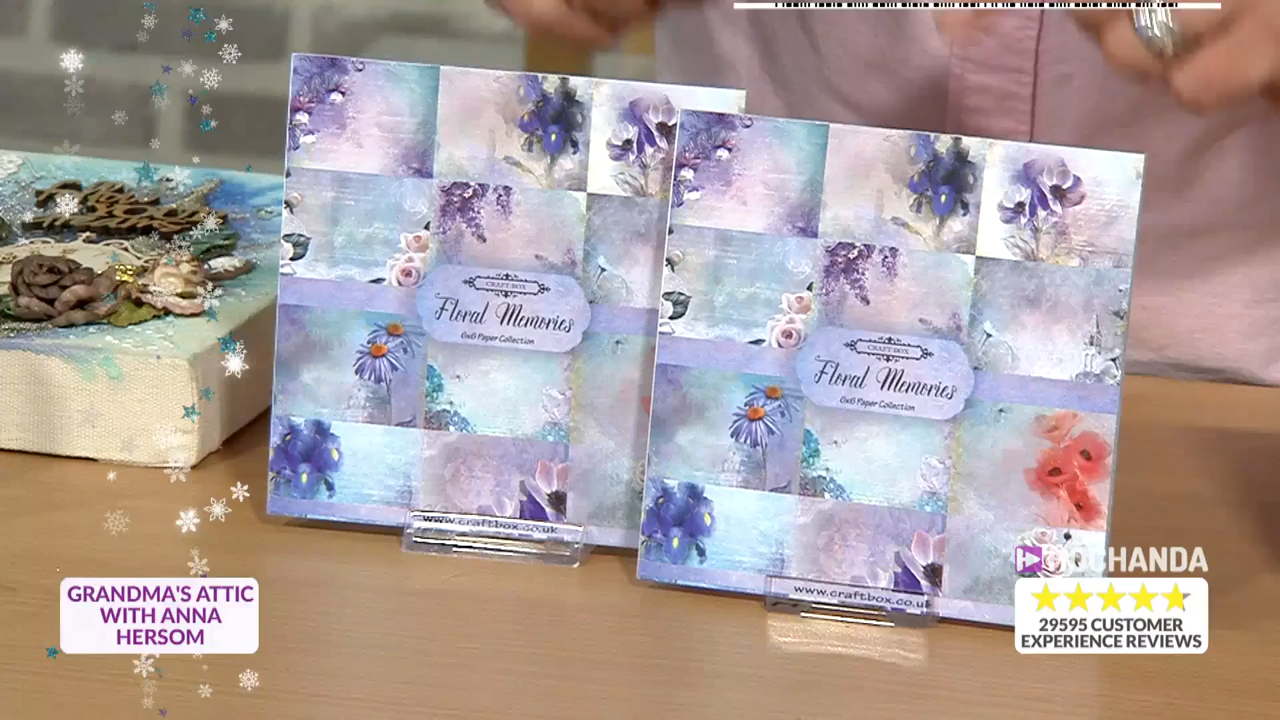 CRAFT BOX
Floral Memories
6x6 Paper Collection
www.craftbox.co.uk
CRAFT BOX
Floral Memories
6x6 Paper Collection
www.craftbox.co.uk
GRANDMA'S ATTIC
WITH ANNA
HERSOM
HOCHANDA
29595 CUSTOMER
EXPERIENCE REVIEWS